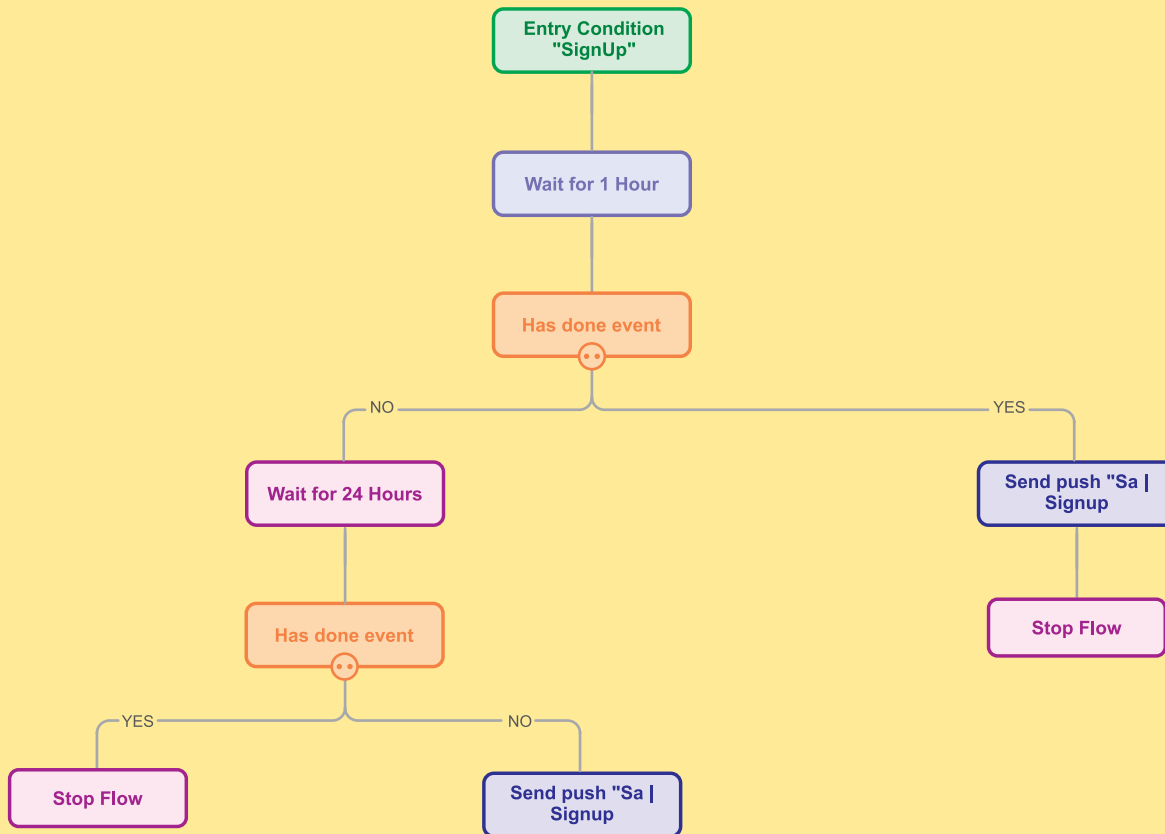 Entry Condition
"SignUp"
Wait for 1 Hour
Has done event
NO
YES
Wait for 24 Hours
Send push "Sa |
Signup
Has done event
Stop Flow
YES
NO
Stop Flow
Send push "Sa |
Signup